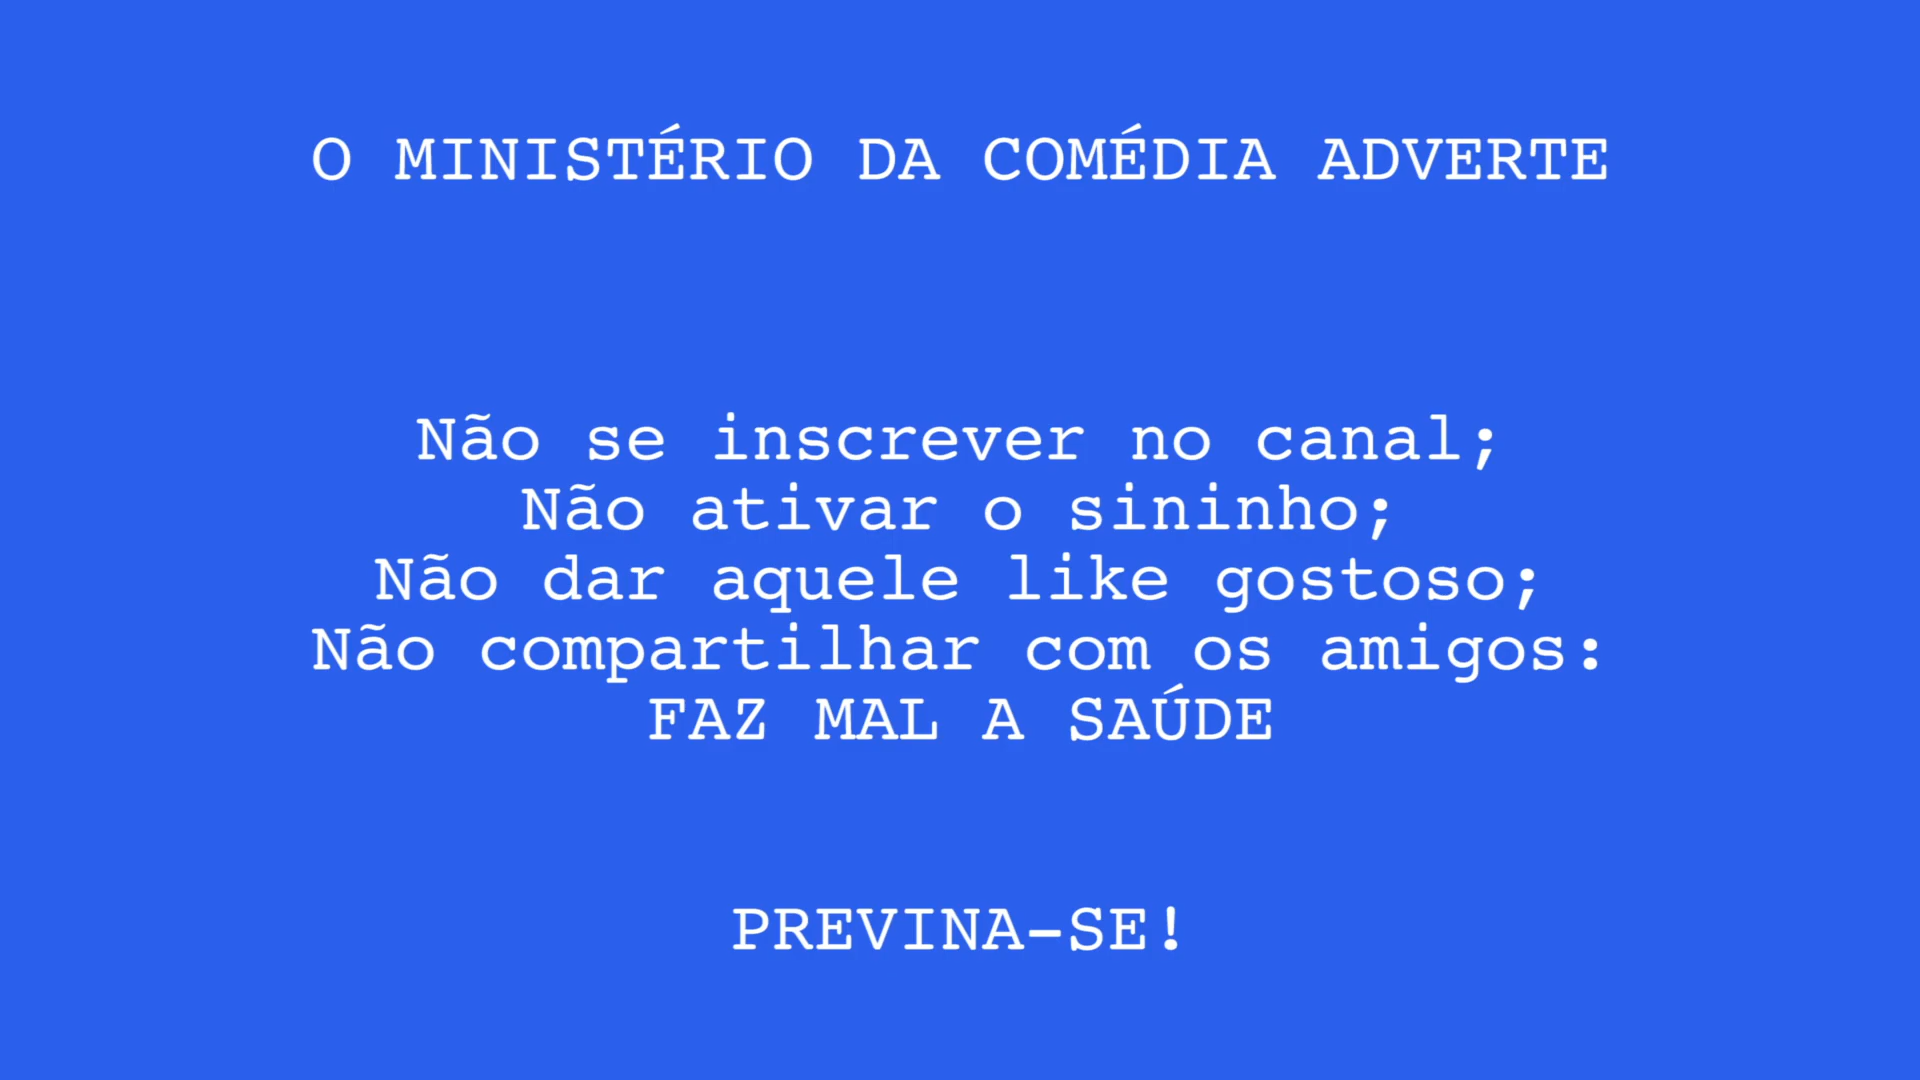 O MINISTÉRIO DA COMÉDIA ADVERTE
Não se inscrever no canal;
Não ativar o sininho;
Não dar aquele like gostoso;
Não compartilhar com os amigos:
FAZ MAL A SAÚDE
PREVINA-SE!